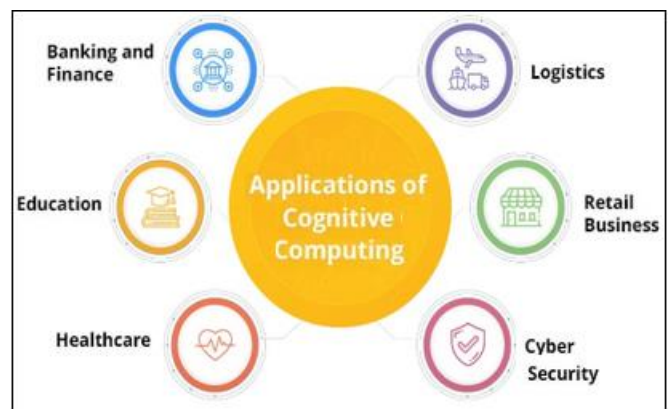 Banking and
Finance
Logistics
Education
Applications of
Cognitive
Computing
Retail
Business
Healthcare
Cyber
Security